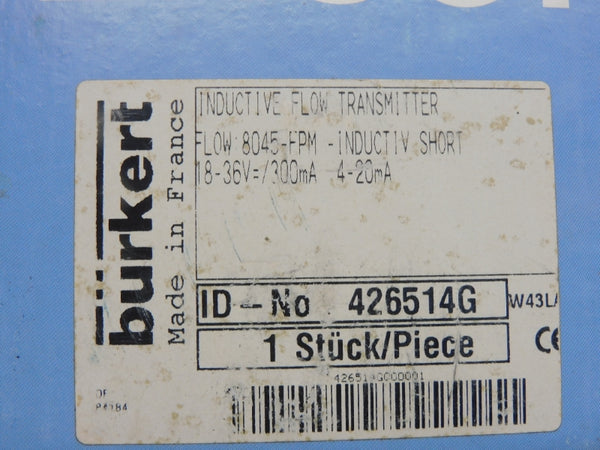 bürkert
Made in France
INDUCTIVE FLOW TRANSMITTER
FLOW 8045-FPM -INDUCTIV SHORT
18-36V=/300mA 4-20mA
ID-No 426514G
W43LA
1 Stück/Piece
CE
426514G000001